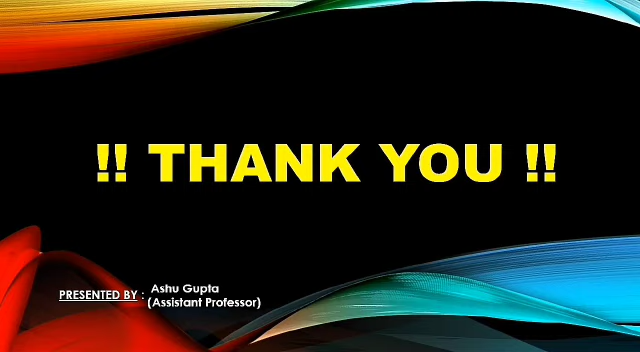 !! THANK YOU !!
PRESENTED BY : Ashu Gupta
(Assistant Professor)